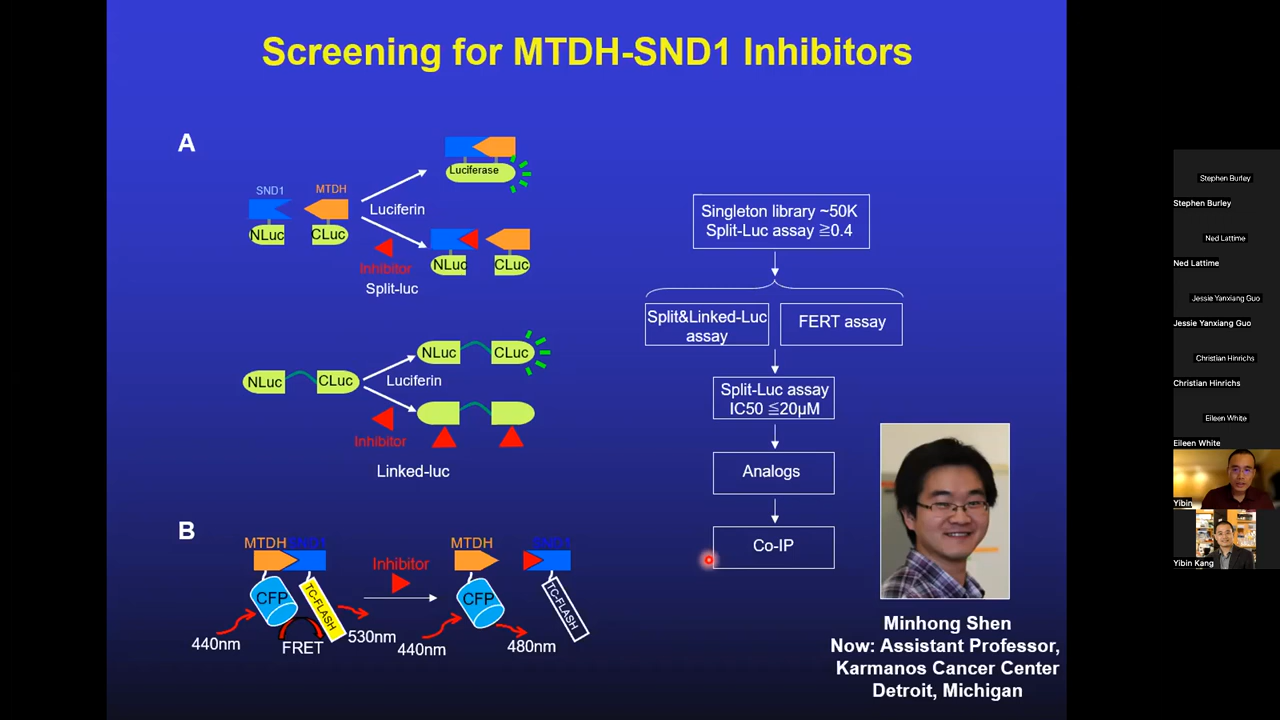 Screening for MTDH-SND1 Inhibitors
A
Luciferase
SND1
MTDH
NLuc
CLuc
Luciferin
Inhibitor
Split-luc
NLuc
CLuc
NLuc
CLuc
NLuc
CLuc
Luciferin
Inhibitor
Linked-luc
B
MTDH
SND1
CFP
TC-FLASH
440nm
FRET
530nm
Inhibitor
MTDH
SND1
CFP
TC-FLASH
440nm
480nm
Singleton library ~50K
Split-Luc assay ≧0.4
Split&Linked-Luc
assay
FERT assay
Split-Luc assay
IC50 ≦20μM
Analogs
Co-IP
Minhong Shen
Now: Assistant Professor,
Karmanos Cancer Center
Detroit, Michigan
Stephen Burley
Stephen Burley
Ned Lattime
Ned Lattime
Jessie Yanxiang Guo
Jessie Yanxiang Guo
Christian Hinrichs
Christian Hinrichs
Eileen White
Eileen White
Yibin
Yibin Kang